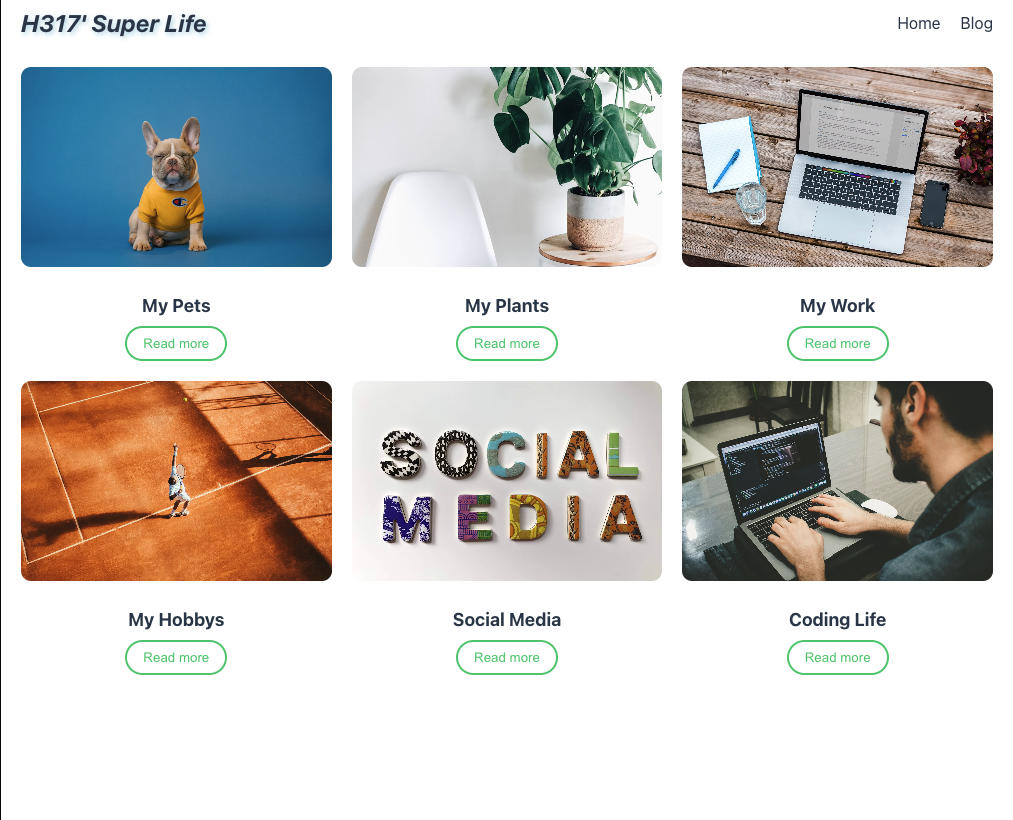 H317' Super Life
Home Blog
My Pets
My Plants
My Work
Read more
Read more
Read more
SOCIAL
MEDIA
My Hobbys
Social Media
Coding Life
Read more
Read more
Read more